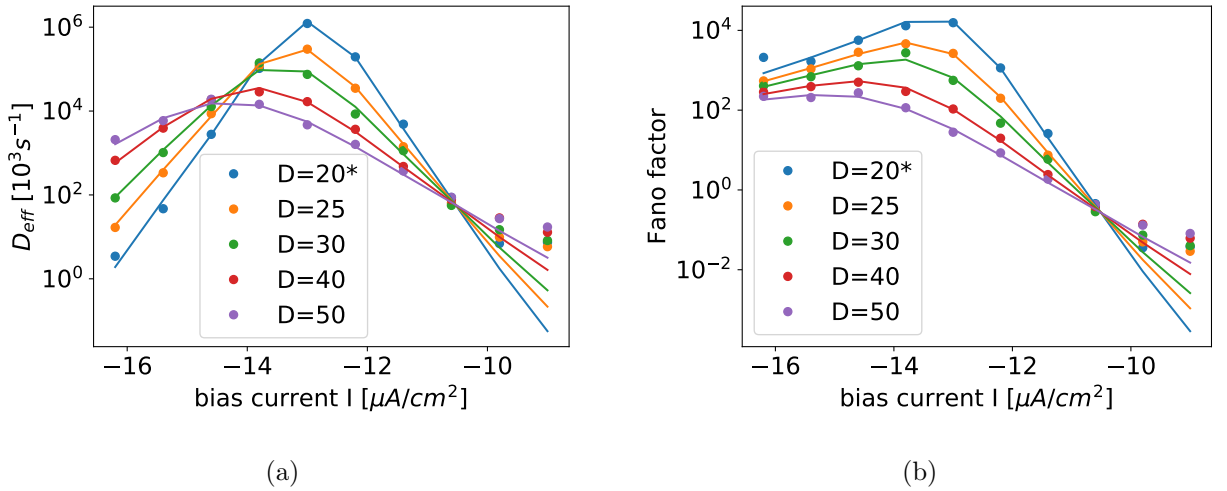 10^6
10^4
10^2
10^0
D_eff [10^3 s^−1]
D=20*
D=25
D=30
D=40
D=50
−16
−14
−12
−10
bias current I [μA/cm^2]
(a)
10^4
10^2
10^0
10^−2
Fano factor
D=20*
D=25
D=30
D=40
D=50
−16
−14
−12
−10
bias current I [μA/cm^2]
(b)